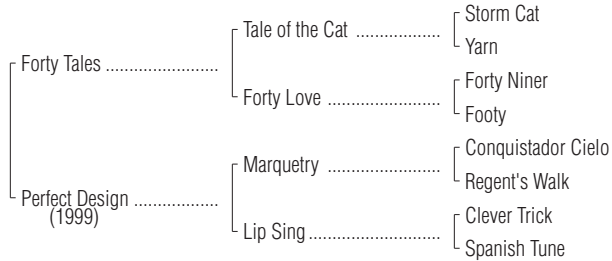 Storm Cat
Tale of the Cat ...................
Yarn
Forty Tales .......................
Forty Niner
Forty Love .......................
Footy
Conquistador Cielo
Marquetry .......................
Regent's Walk
Perfect Design .................
(1999)
Clever Trick
Lip Sing...........................
Spanish Tune